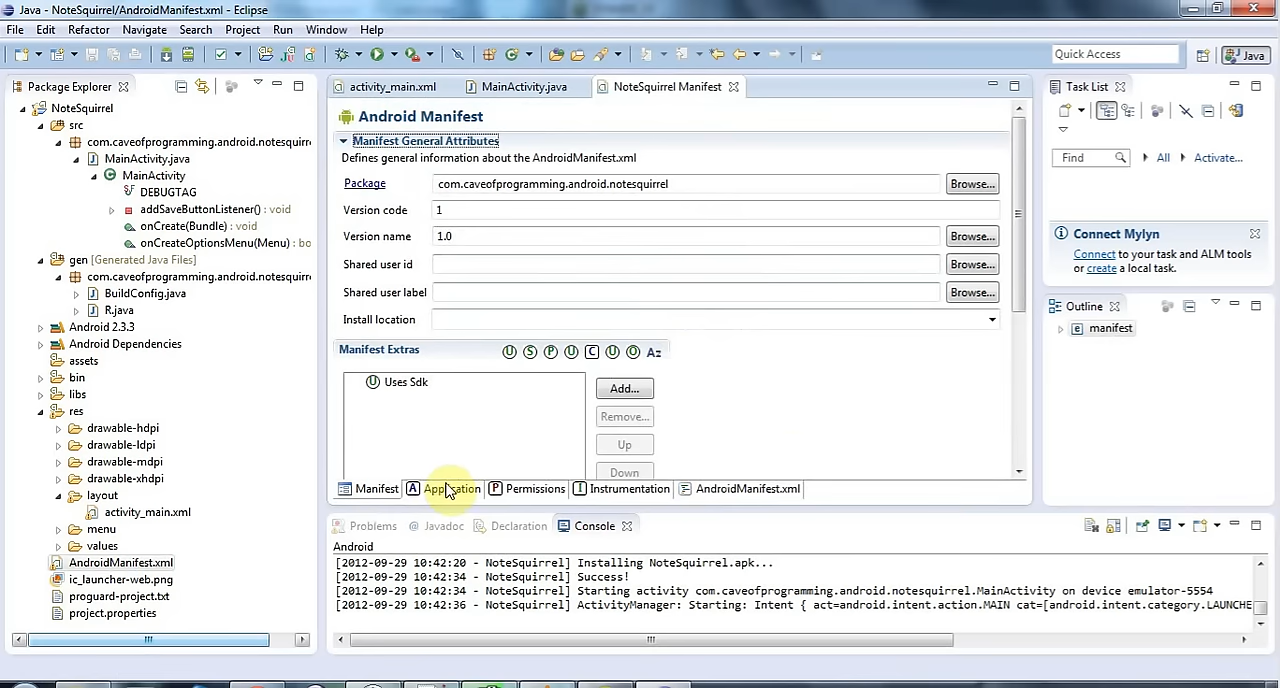 Java - NoteSquirrel/AndroidManifest.xml - Eclipse
File Edit Refactor Navigate Search Project Run Window Help
Quick Access
Java
Package Explorer
NoteSquirrel
src
com.caveofprogramming.android.notesquirre
MainActivity.java
MainActivity
DEBUGTAG
addSaveButtonListener() : void
onCreate(Bundle) : void
onCreateOptionsMenu(Menu) : bo
gen [Generated Java Files]
com.caveofprogramming.android.notesquirre
BuildConfig.java
R.java
Android 2.3.3
Android Dependencies
assets
bin
libs
res
drawable-hdpi
drawable-ldpi
drawable-mdpi
drawable-xhdpi
layout
activity_main.xml
menu
values
AndroidManifest.xml
ic_launcher-web.png
proguard-project.txt
project.properties
activity_main.xml MainActivity.java NoteSquirrel Manifest
Android Manifest
Manifest General Attributes
Defines general information about the AndroidManifest.xml
Package com.caveofprogramming.android.notesquirrel Browse...
Version code 1
Version name 1.0 Browse...
Shared user id Browse...
Shared user label Browse...
Install location
Manifest Extras U S P U C U O Az
U Uses Sdk
Add...
Remove...
Up
Down
Manifest A Application P Permissions I Instrumentation AndroidManifest.xml
Problems @ Javadoc Declaration Console
Android
[2012-09-29 10:42:20 - NoteSquirrel] Installing NoteSquirrel.apk...
[2012-09-29 10:42:34 - NoteSquirrel] Success!
[2012-09-29 10:42:34 - NoteSquirrel] Starting activity com.caveofprogramming.android.notesquirrel.MainActivity on device emulator-5554
[2012-09-29 10:42:36 - NoteSquirrel] ActivityManager: Starting: Intent { act=android.intent.action.MAIN cat=[android.intent.category.LAUNCHE
Task List
Find All Activate...
Connect Mylyn
Connect to your task and ALM tools
or create a local task.
Outline
manifest